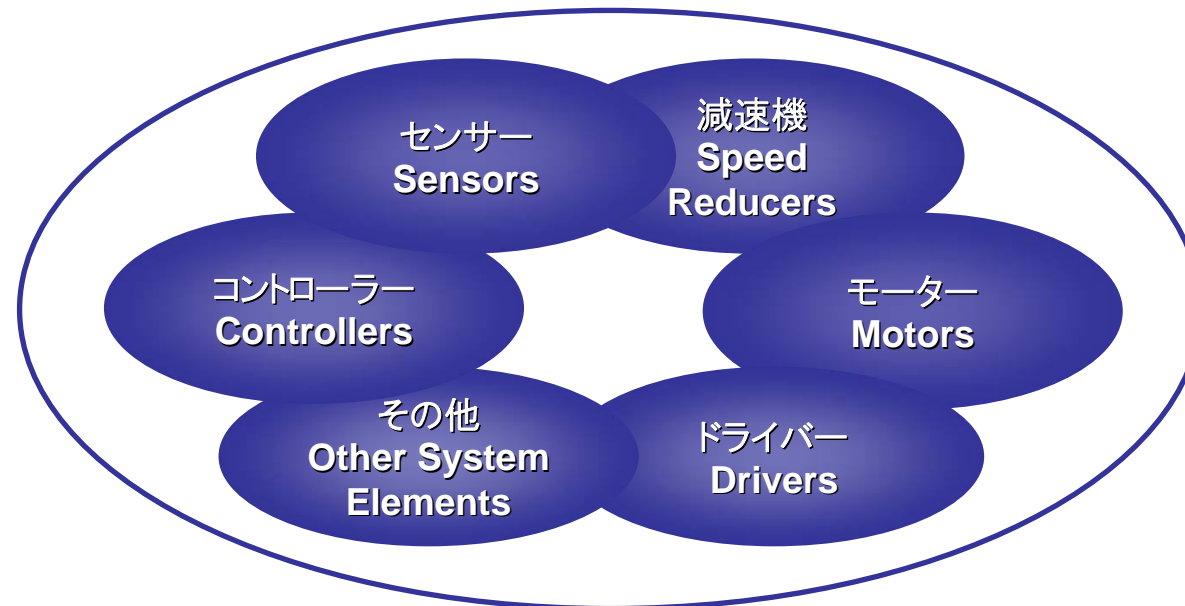 センサー
Sensors
減速機
Speed
Reducers
コントローラー
Controllers
モーター
Motors
その他
Other System
Elements
ドライバー
Drivers